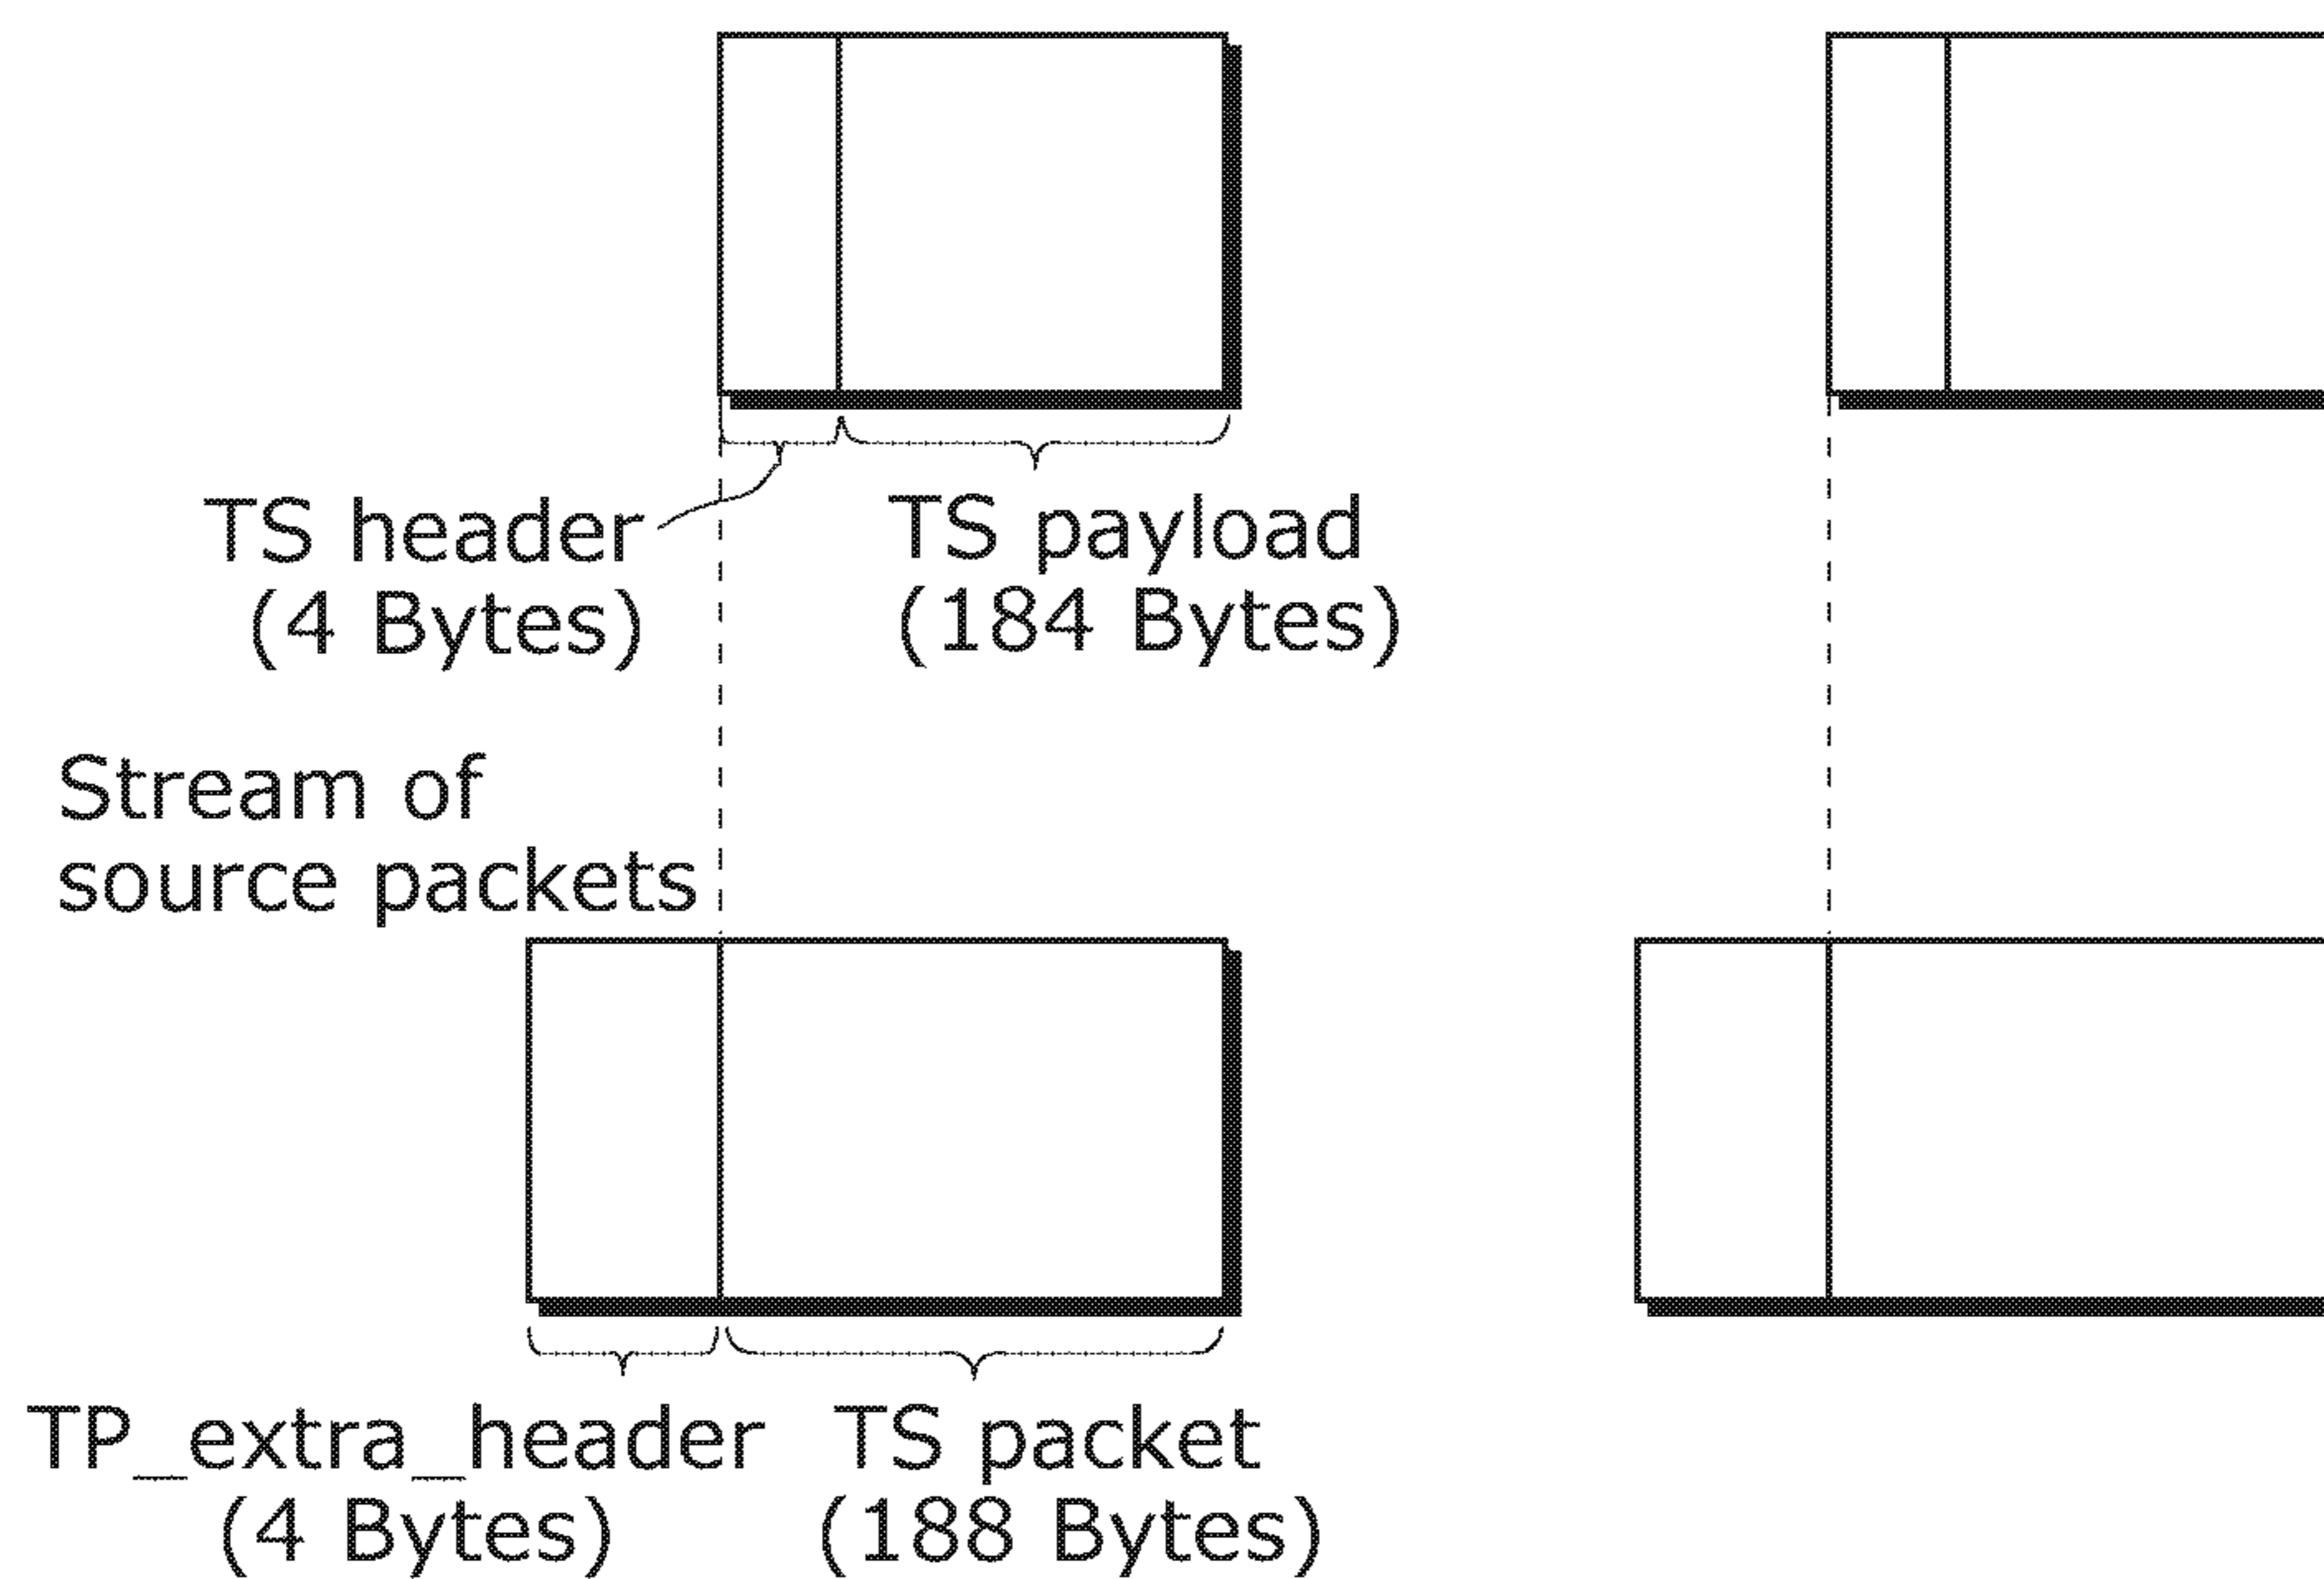 TS header
(4 Bytes)
TS payload
(184 Bytes)
Stream of
source packets
TP_extra_header
(4 Bytes)
TS packet
(188 Bytes)